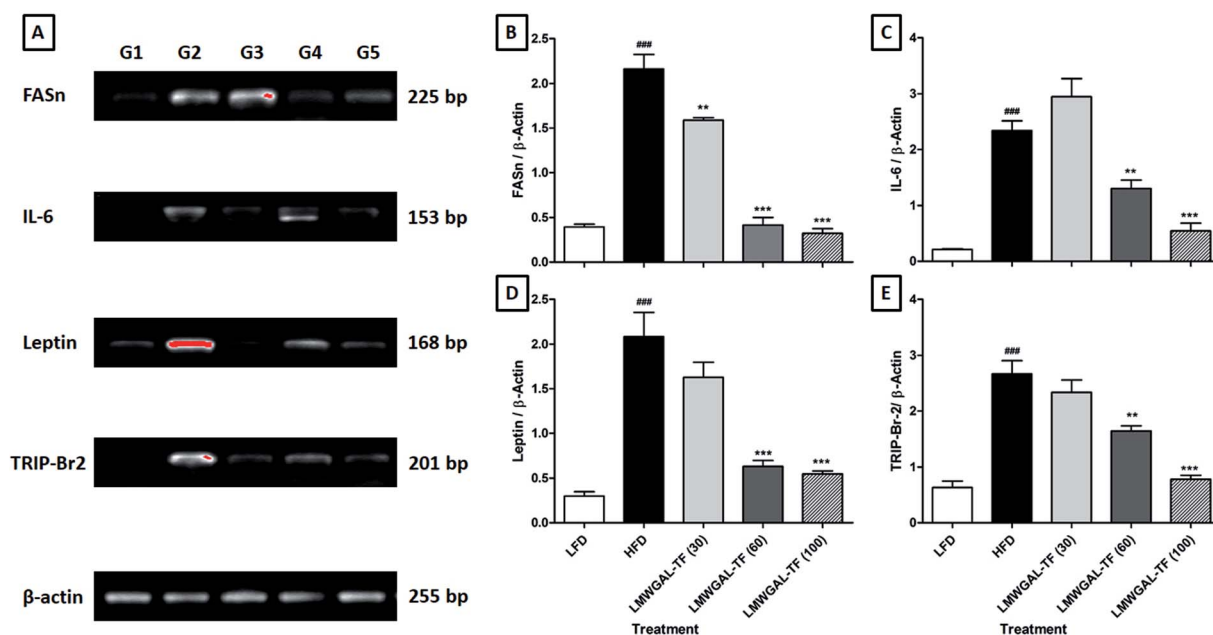 A
G1 G2 G3 G4 G5
FASn 225 bp
IL-6 153 bp
Leptin 168 bp
TRIP-Br2 201 bp
β-actin 255 bp
B
FASn / β-Actin
2.5
2.0
1.5
1.0
0.5
0.0
###
**
***
***
C
IL-6 / β-Actin
4
3
2
1
0
###
**
***
D
Leptin / β-Actin
2.5
2.0
1.5
1.0
0.5
0.0
###
***
***
LFD
HFD
LMWGAL-TF (30)
LMWGAL-TF (60)
LMWGAL-TF (100)
Treatment
E
TRIP-Br-2/ β-Actin
4
3
2
1
0
###
**
***
LFD
HFD
LMWGAL-TF (30)
LMWGAL-TF (60)
LMWGAL-TF (100)
Treatment